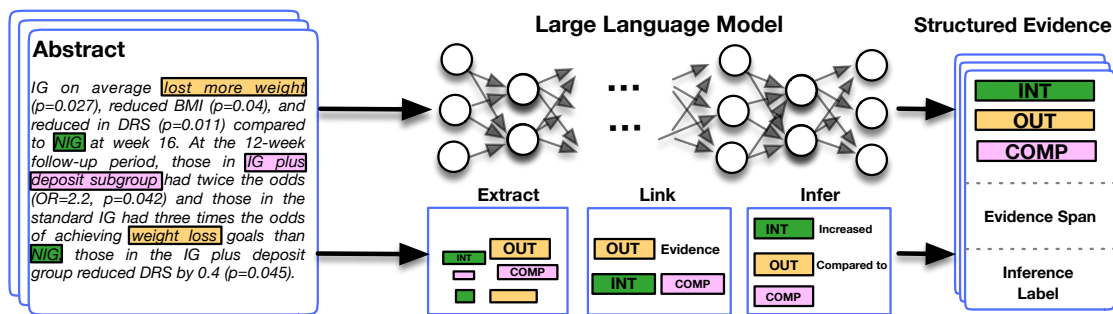 Abstract
IG on average lost more weight
(p=0.027), reduced BMI (p=0.04), and
reduced in DRS (p=0.011) compared
to NIG at week 16. At the 12-week
follow-up period, those in IG plus
deposit subgroup had twice the odds
(OR=2.2, p=0.042) and those in the
standard IG had three times the odds
of achieving weight loss goals than
NIG, those in the IG plus deposit
group reduced DRS by 0.4 (p=0.045).
Large Language Model
... ...
Extract
INT
OUT
COMP
Link
OUT Evidence
INT COMP
Infer
INT Increased
OUT Compared to
COMP
Structured Evidence
INT
OUT
COMP
Evidence Span
Inference
Label